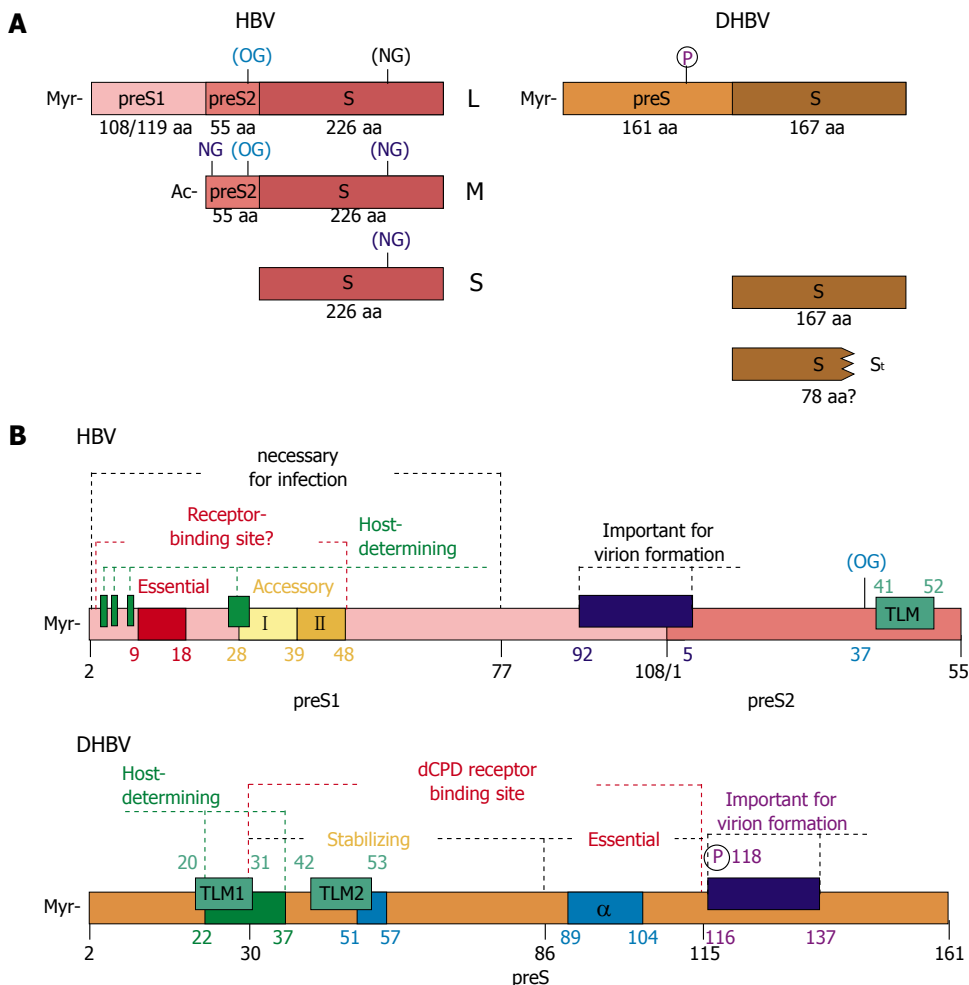 A
HBV
DHBV
(OG) (NG)
P
Myr- preS1 preS2 S L
108/119 aa 55 aa 226 aa
Myr- preS S
161 aa 167 aa
NG (OG) (NG)
Ac- preS2 S M
55 aa 226 aa
(NG)
S S
226 aa
S
167 aa
S St
78 aa?
B
HBV
necessary
for infection
Receptor-
binding site?
Host-
determining
Important for
virion formation
(OG)
Essential Accessory
41 52
Myr- I II TLM
9 18 28 39 48 92 5 37
2 77 108/1 55
preS1 preS2
DHBV
Host-
determining
dCPD receptor
binding site
Important for
virion formation
Stabilizing Essential
20 31 42 53 P 118
TLM1 TLM2
Myr- α
22 37 51 57 89 104 116 137
2 30 86 115 161
preS